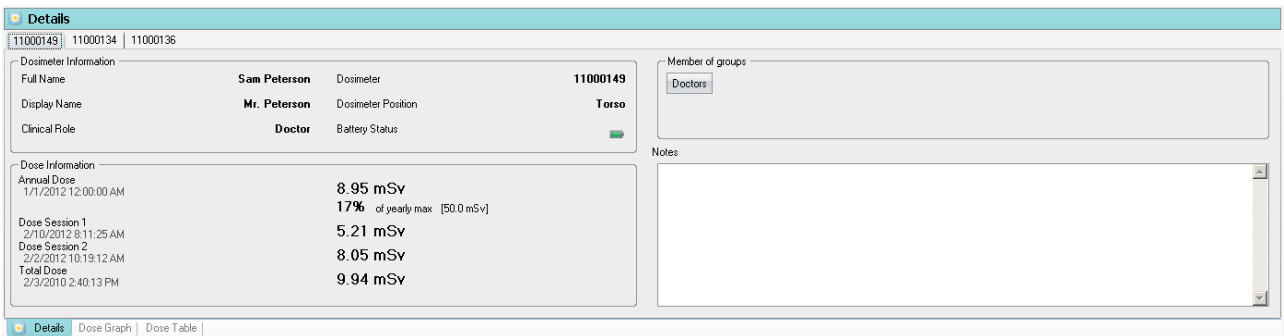 Details
11000149 11000134 11000136
Dosimeter Information
Full Name Sam Peterson Dosimeter 11000149
Display Name Mr. Peterson Dosimeter Position Torso
Clinical Role Doctor Battery Status
Member of groups
Doctors
Notes
Dose Information
Annual Dose
1/1/2012 12:00:00 AM 8.95 mSv
17% of yearly max [50.0 mSv]
Dose Session 1
2/10/2012 8:11:25 AM 5.21 mSv
Dose Session 2
2/2/2012 10:19:12 AM 8.05 mSv
Total Dose
2/3/2010 2:40:13 PM 9.94 mSv
Details Dose Graph Dose Table